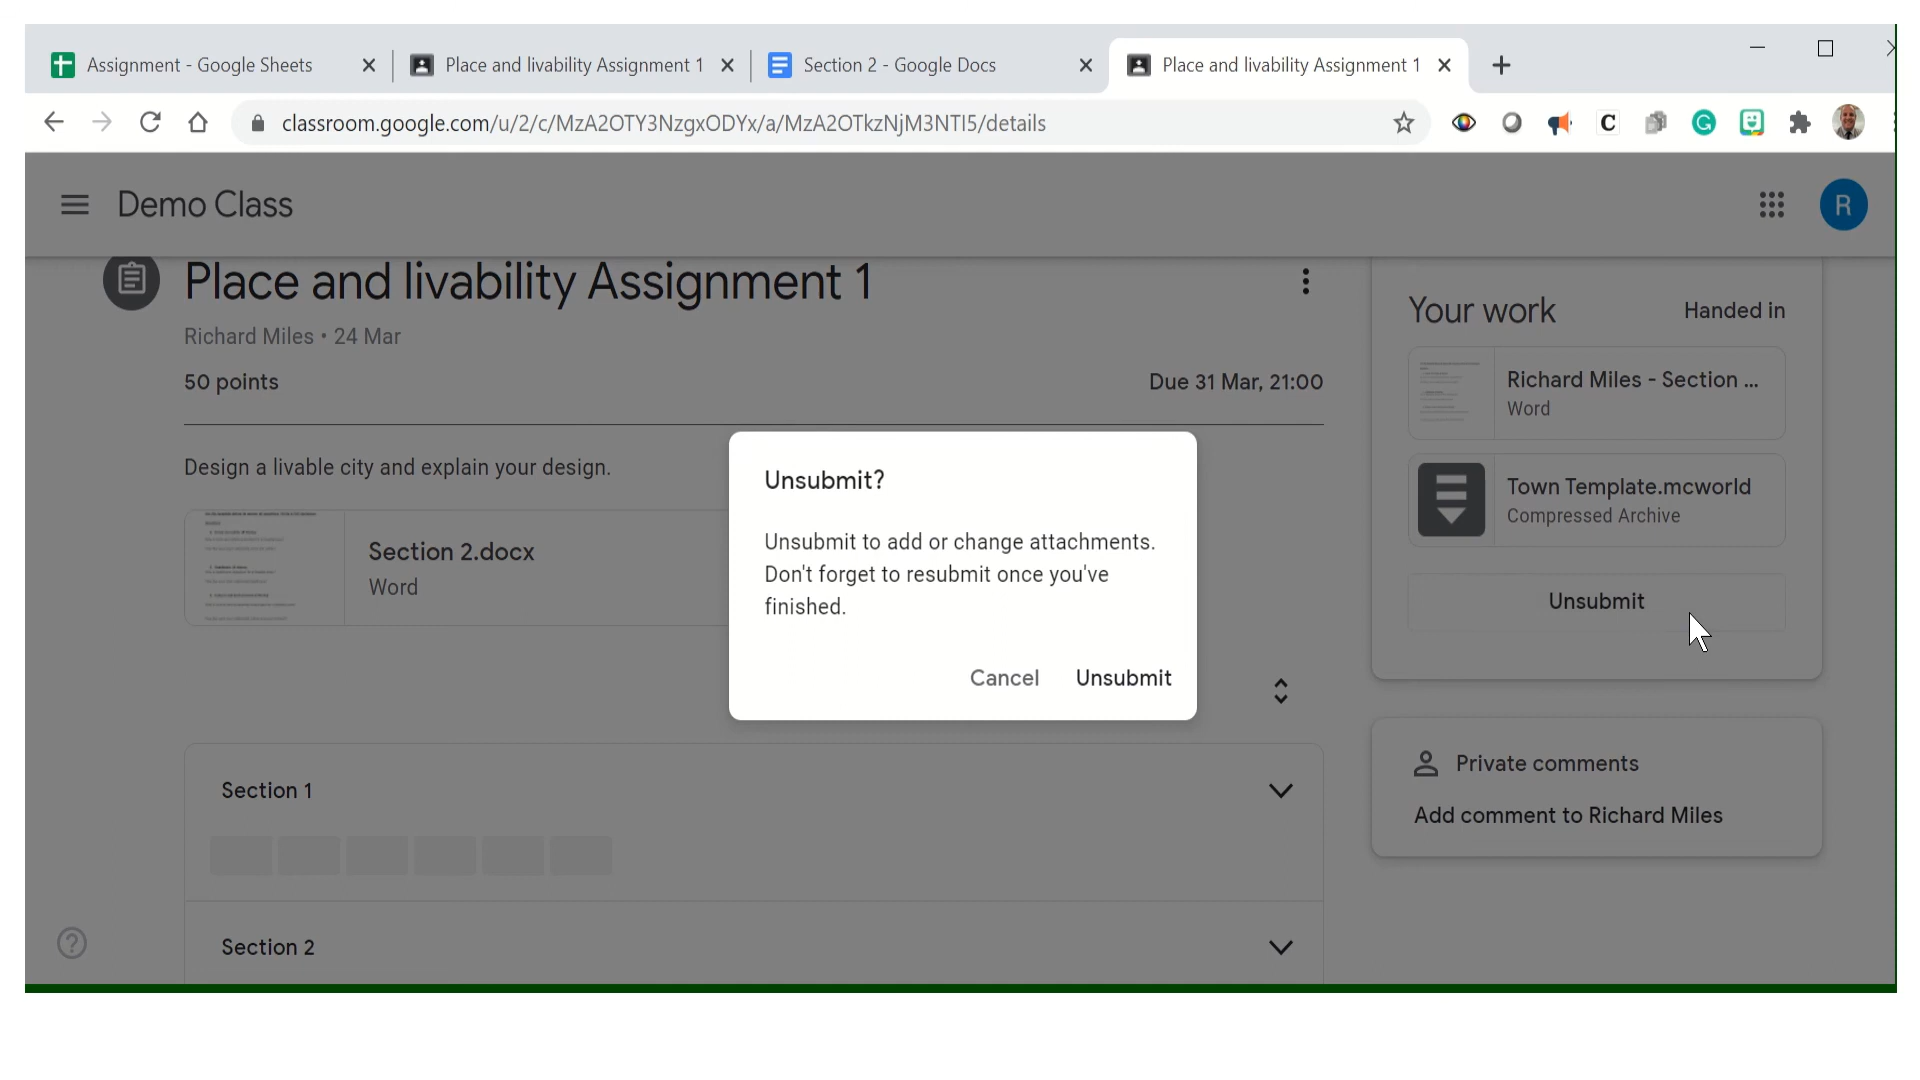 Assignment - Google Sheets
Place and livability Assignment 1
Section 2 - Google Docs
Place and livability Assignment 1
classroom.google.com/u/2/c/MzA2OTY3NzgxODYx/a/MzA2OTkzNjM3NTI5/details
C
Demo Class
R
Place and livability Assignment 1
Richard Miles • 24 Mar
50 points
Due 31 Mar, 21:00
Design a livable city and explain your design.
Section 2.docx
Word
Your work
Handed in
Richard Miles - Section ...
Word
Town Template.mcworld
Compressed Archive
Unsubmit
Unsubmit?
Unsubmit to add or change attachments.
Don't forget to resubmit once you've
finished.
Cancel
Unsubmit
Private comments
Add comment to Richard Miles
Section 1
Section 2